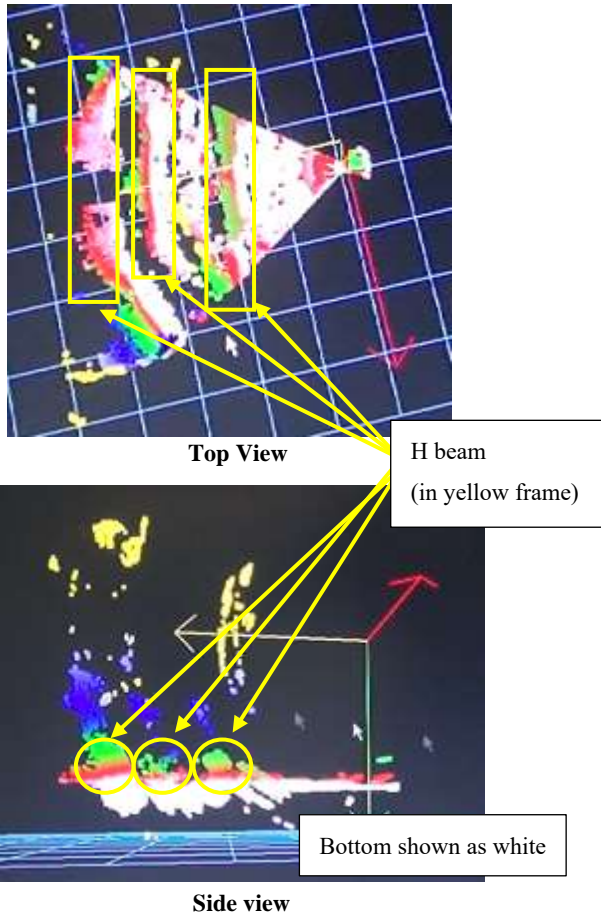 Top View
H beam
(in yellow frame)
Bottom shown as white
Side view